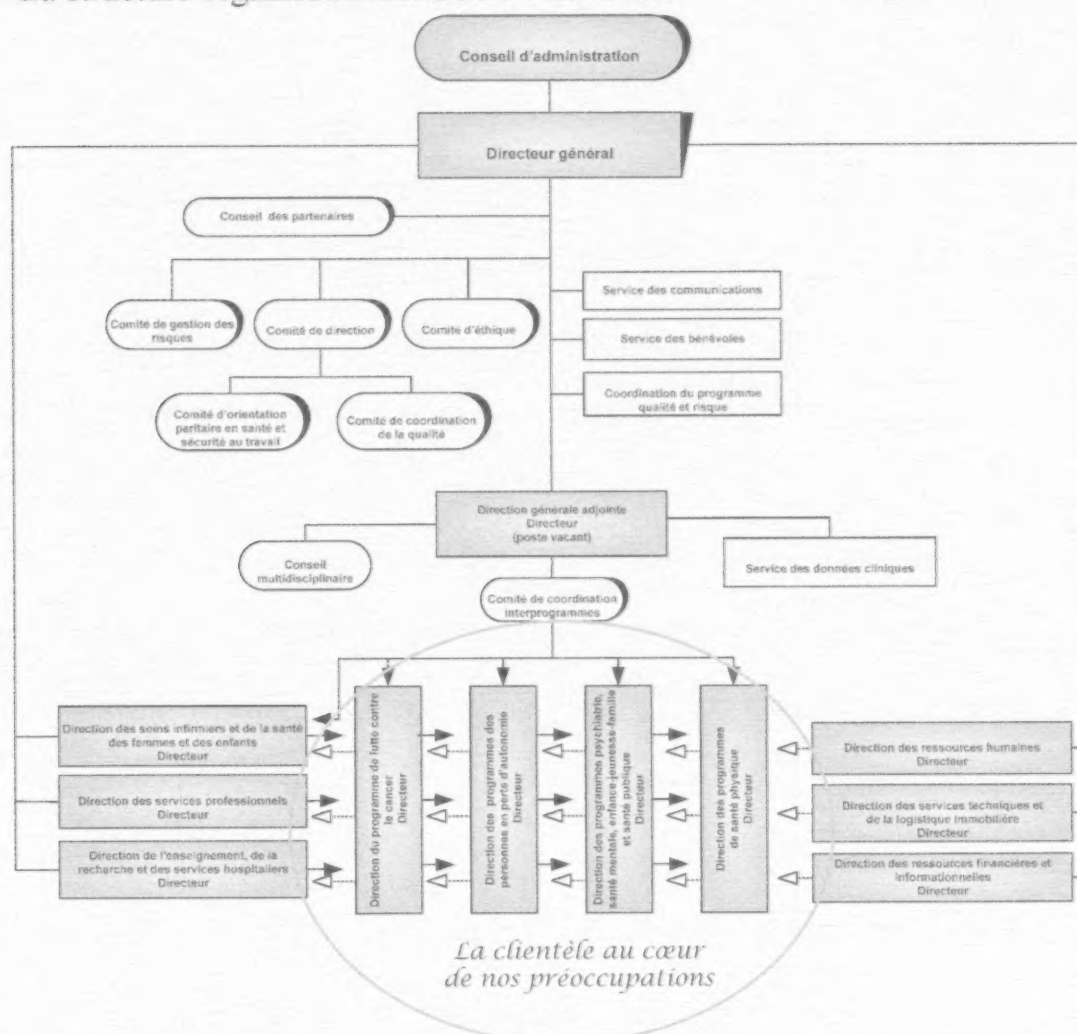 Conseil d'administration
Directeur général
Conseil des partenaires
Service des communications
Comité de gestion des
risques
Comité de direction
Comité d'éthique
Service des bénévoles
Coordination du programme
qualité et risque
Comité d'orientation
paritaire en santé et
sécurité au travail
Comité de coordination
de la qualité
Direction générale adjointe
Directeur
(poste vacant)
Conseil
multidisciplinaire
Service des données cliniques
Comité de coordination
interprogrammes
Direction des soins infirmiers et de la santé
des femmes et des enfants
Directeur
Direction des services professionnels
Directeur
Direction de l'enseignement, de la
recherche et des services hospitaliers
Directeur
Direction du programme de lutte contre
le cancer
Directeur
Direction des programmes des
personnes en perte d'autonomie
Directeur
Direction des programmes psychiatrie,
santé mentale, enfance-jeunesse-famille
et santé publique
Directeur
Direction des programmes
de santé physique
Directeur
Direction des ressources humaines
Directeur
Direction des services techniques et
de la logistique immobilière
Directeur
Direction des ressources financières et
informationnelles
Directeur
La clientèle au cœur
de nos préoccupations